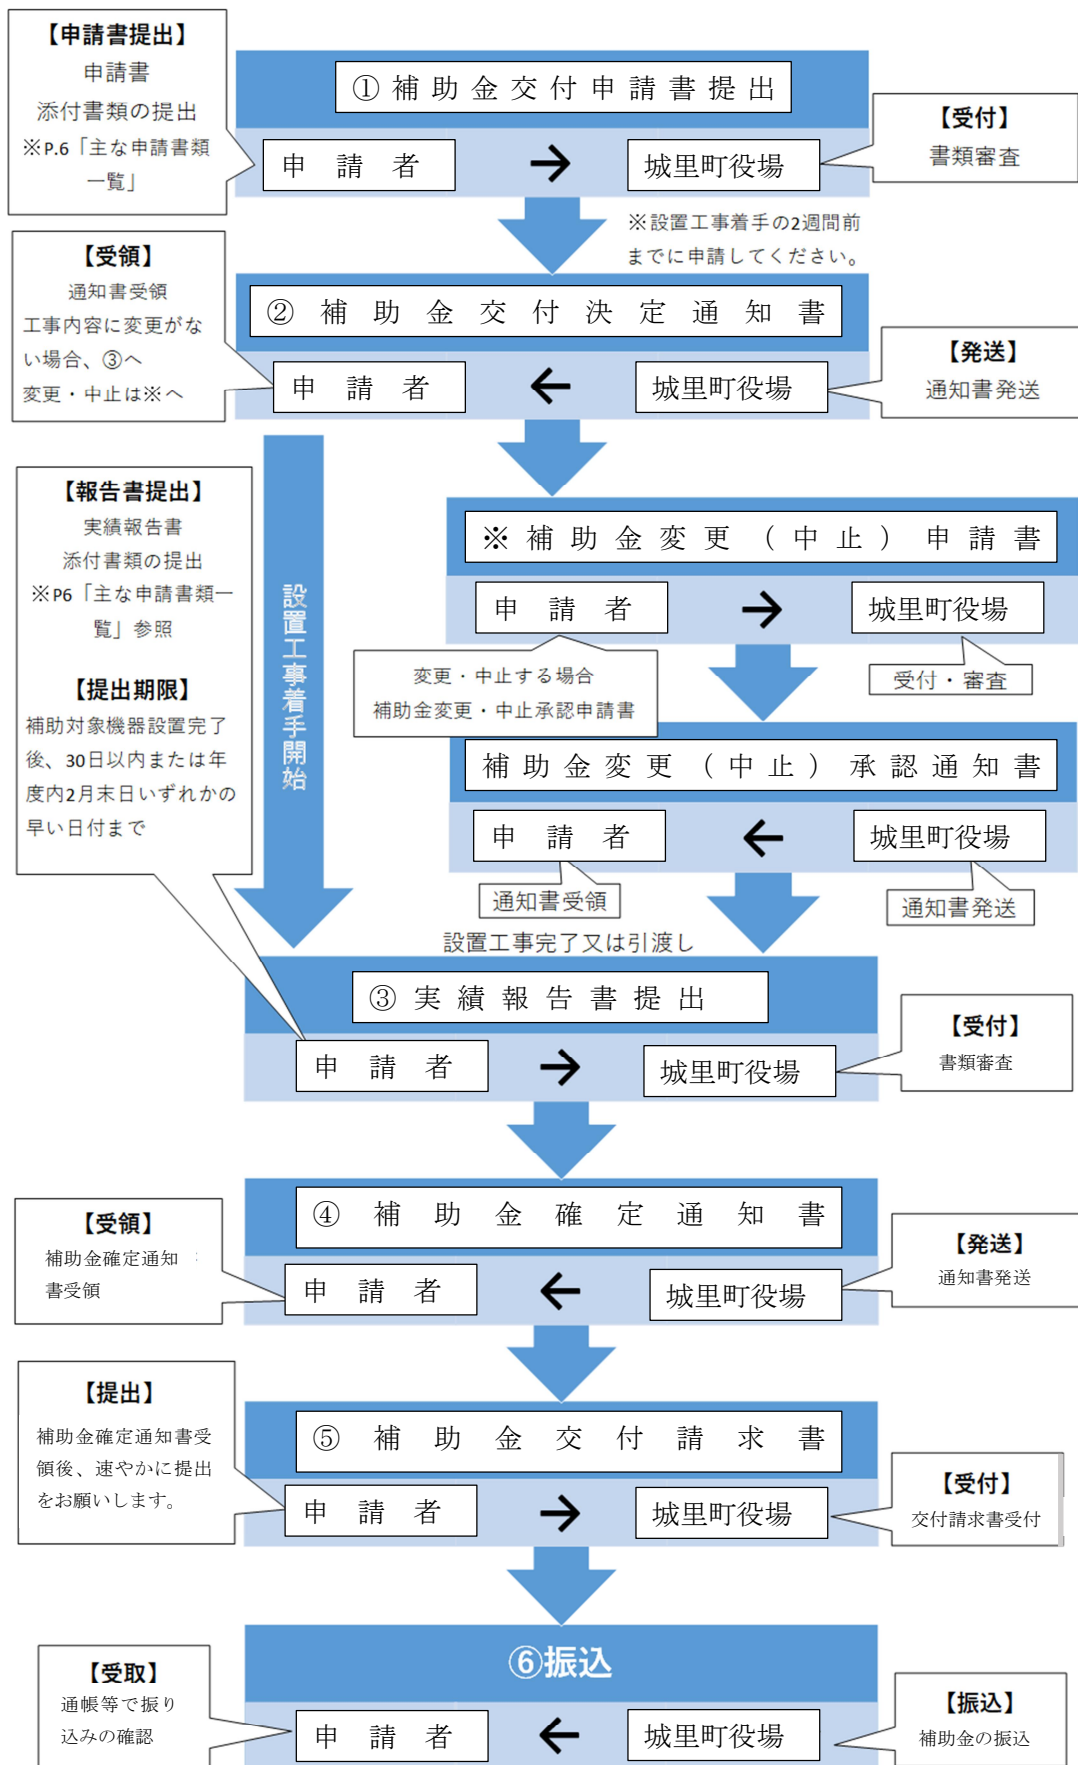 【申請書提出】
申請書
添付書類の提出
※P.6「主な申請書類
一覧」
①補助金交付申請書提出
申請者
→
城里町役場
【受付】
書類審査
※設置工事着手の2週間前
までに申請してください。
【受領】
通知書受領
工事内容に変更がな
い場合、③へ
変更・中止は※へ
②補助金交付決定通知書
申請者
←
城里町役場
【発送】
通知書発送
【報告書提出】
実績報告書
添付書類の提出
※P6「主な申請書類一
覧」参照
【提出期限】
補助対象機器設置完了
後、30日以内または年
度内2月末日いずれかの
早い日付まで
設置工事着手開始
※補助金変更(中止)申請書
申請者
→
城里町役場
変更・中止する場合
補助金変更・中止承認申請書
受付・審査
補助金変更(中止)承認通知書
申請者
←
城里町役場
通知書受領
通知書発送
設置工事完了又は引渡し
③実績報告書提出
申請者
→
城里町役場
【受付】
書類審査
④補助金確定通知書
【受領】
補助金確定通知
書受領
申請者
←
城里町役場
【発送】
通知書発送
【提出】
補助金確定通知書受
領後、速やかに提出
をお願いします。
⑤補助金交付請求書
申請者
→
城里町役場
【受付】
交付請求書受付
⑥振込
【受取】
通帳等で振り
込みの確認
申請者
←
城里町役場
【振込】
補助金の振込